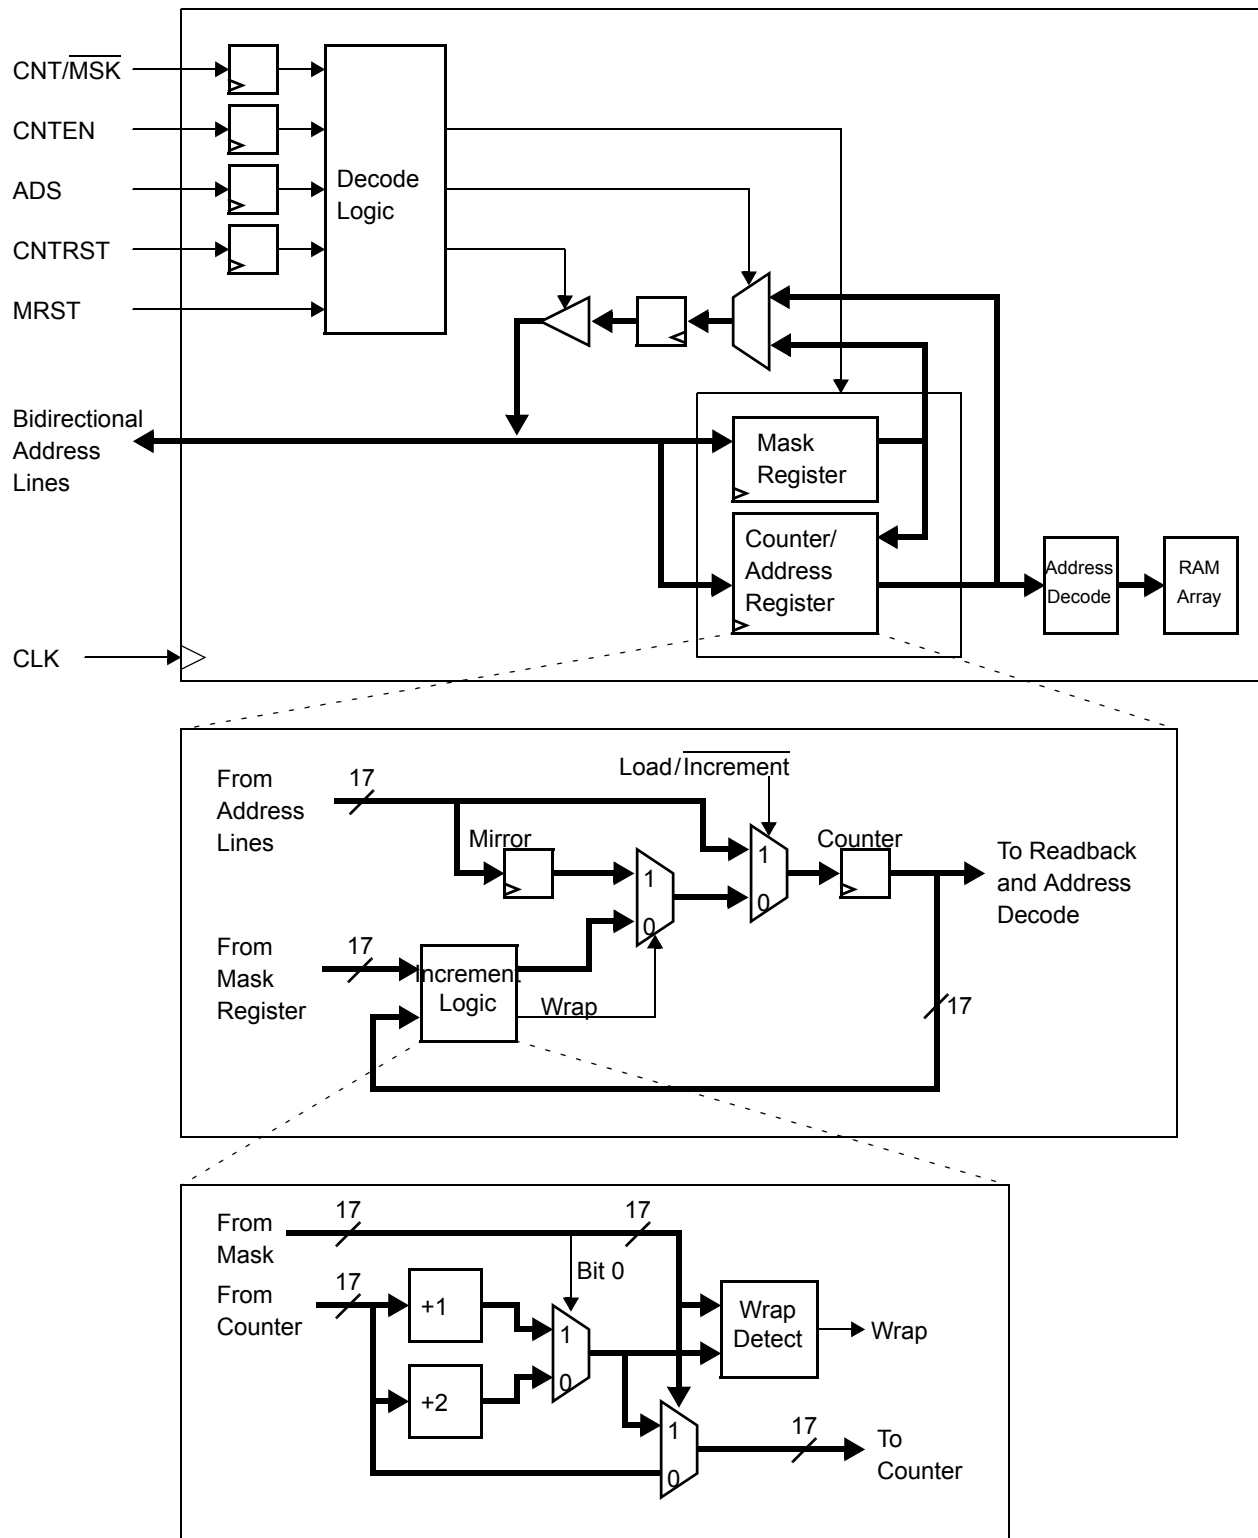 CNT/MSK
CNTEN
ADS
CNTRST
MRST
Decode
Logic
Bidirectional
Address
Lines
Mask
Register
Counter/
Address
Register
Address
Decode
RAM
Array
CLK
From
Address
Lines
17
Load/Increment
Mirror
1
0
1
0
Counter
To Readback
and Address
Decode
From
Mask
Register
17
Increment
Logic
Wrap
17
From
Mask
17
17
Bit 0
From
Counter
17
+1
+2
1
0
Wrap
Detect
Wrap
1
0
17
To
Counter